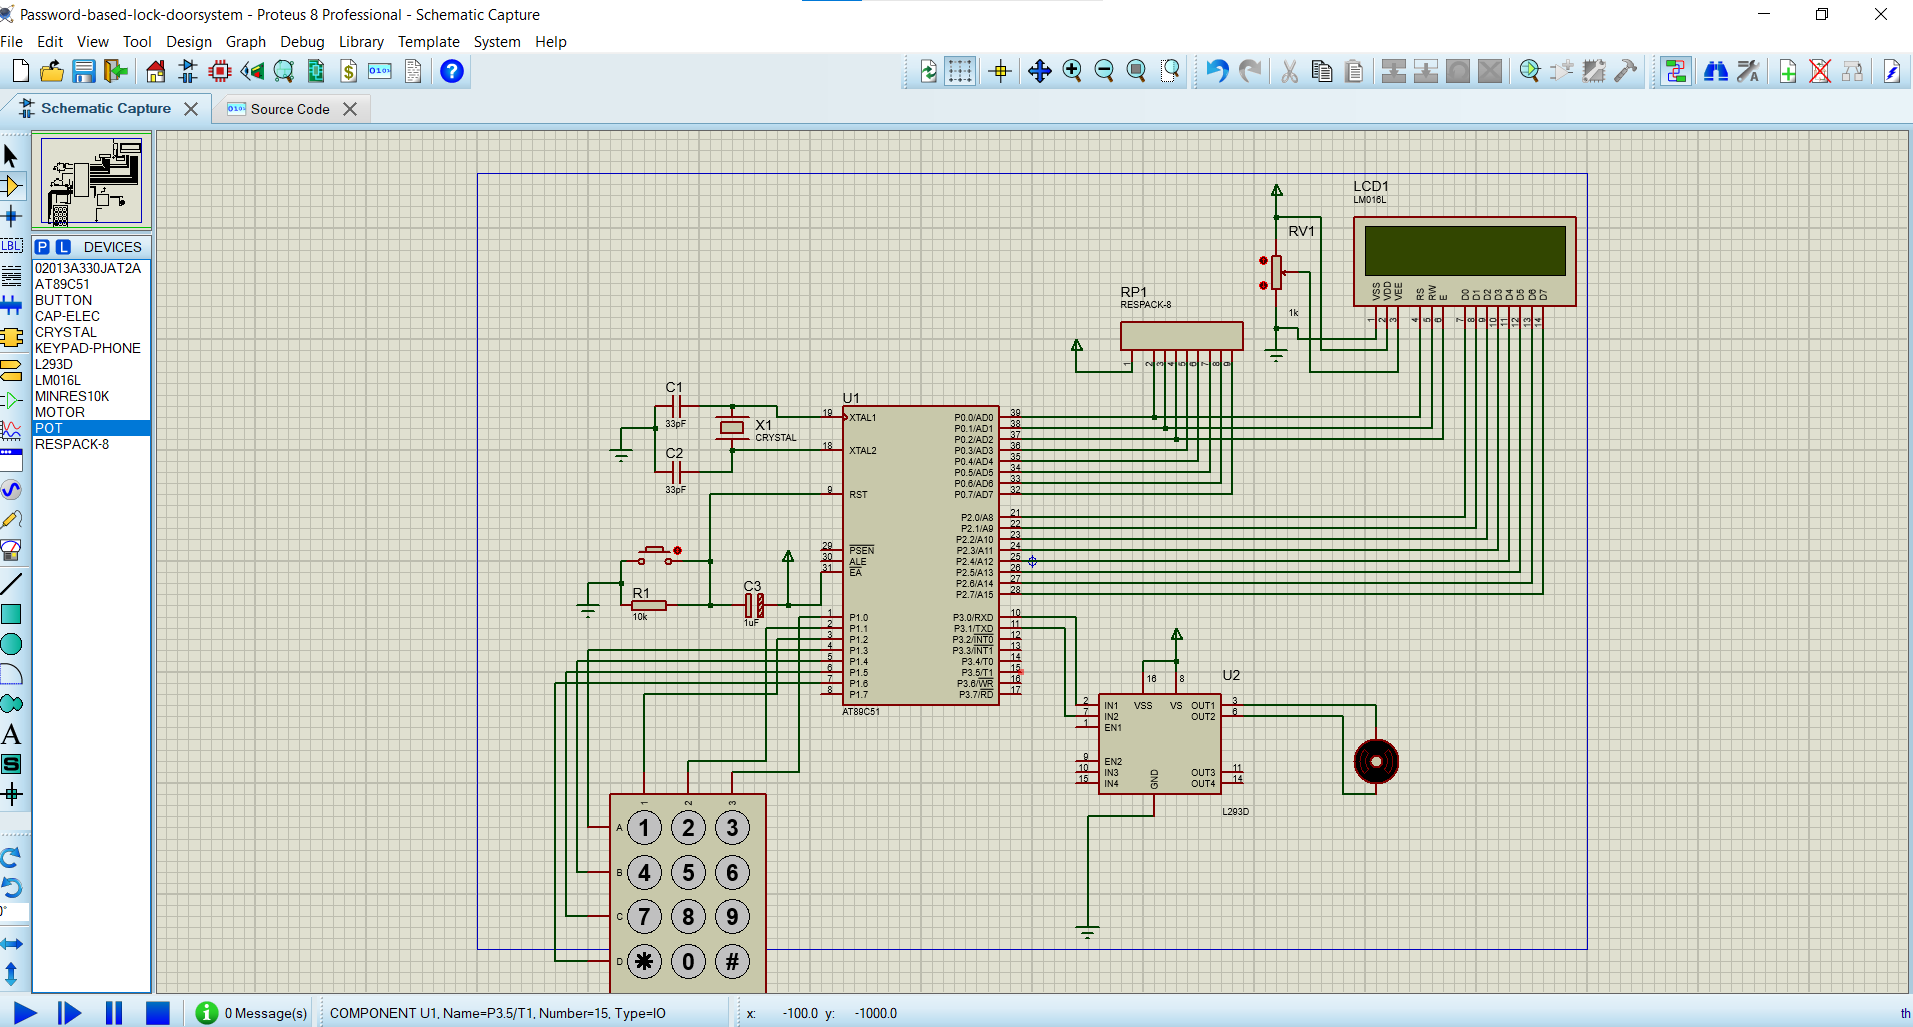 Password-based-lock-doorsystem - Proteus 8 Professional - Schematic Capture
File Edit View Tool Design Graph Debug Library Template System Help
Schematic Capture
Source Code
LBL
P L DEVICES
02013A330JAT2A
AT89C51
BUTTON
CAP-ELEC
CRYSTAL
KEYPAD-PHONE
L293D
LM016L
MINRES10K
MOTOR
POT
RESPACK-8
A
S
LCD1
LM016L
VSS VDD VEE RS RW E D0 D1 D2 D3 D4 D5 D6 D7
1 2 3 4 5 6 7 8 9 10 11 12 13 14
RV1
1k
RP1
RESPACK-8
1 2 3 4 5 6 7 8 9
C1
33pF
X1
CRYSTAL
C2
33pF
R1
10k
C3
1uF
U1
19 XTAL1 P0.0/AD0 39
P0.1/AD1 38
P0.2/AD2 37
18 XTAL2 P0.3/AD3 36
P0.4/AD4 35
P0.5/AD5 34
P0.6/AD6 33
9 RST P0.7/AD7 32
P2.0/A8 21
P2.1/A9 22
P2.2/A10 23
29 PSEN P2.3/A11 24
30 ALE P2.4/A12 25
31 EA P2.5/A13 26
P2.6/A14 27
P2.7/A15 28
1 P1.0 P3.0/RXD 10
2 P1.1 P3.1/TXD 11
3 P1.2 P3.2/INT0 12
4 P1.3 P3.3/INT1 13
5 P1.4 P3.4/T0 14
6 P1.5 P3.5/T1 15
7 P1.6 P3.6/WR 16
8 P1.7 P3.7/RD 17
AT89C51
U2
16 8
2 IN1 VSS VS OUT1 3
7 IN2 OUT2 6
1 EN1
9 EN2
10 IN3 OUT3 11
15 IN4 GND OUT4 14
L293D
1 2 3
A 1 2 3
B 4 5 6
C 7 8 9
D * 0 #
0 Message(s) COMPONENT U1, Name=P3.5/T1, Number=15, Type=IO x: -100.0 y: -1000.0 th